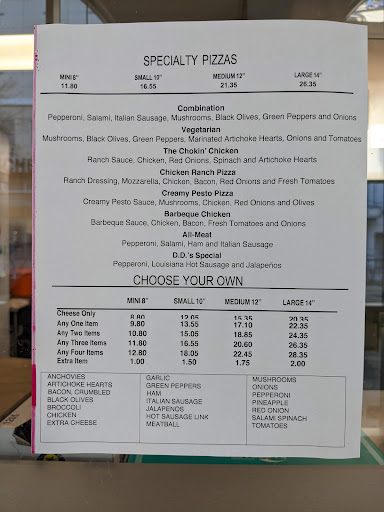 SPECIALTY PIZZAS
MINI 8" SMALL 10" MEDIUM 12" LARGE 14"
11.80 16.55 21.35 26.35
Combination
Pepperoni, Salami, Italian Sausage, Mushrooms, Black Olives, Green Peppers and Onions
Vegetarian
Mushrooms, Black Olives, Green Peppers, Marinated Artichoke Hearts, Onions and Tomatoes
The Chokin' Chicken
Ranch Sauce, Chicken, Red Onions, Spinach and Artichoke Hearts
Chicken Ranch Pizza
Ranch Dressing, Mozzarella, Chicken, Bacon, Red Onions and Fresh Tomatoes
Creamy Pesto Pizza
Creamy Pesto Sauce, Mushrooms, Chicken, Red Onions and Olives
Barbeque Chicken
Barbeque Sauce, Chicken, Bacon, Fresh Tomatoes and Onions
All-Meat
Pepperoni, Salami, Ham and Italian Sausage
D.D.'s Special
Pepperoni, Louisiana Hot Sausage and Jalapeños
CHOOSE YOUR OWN
MINI 8" SMALL 10" MEDIUM 12" LARGE 14"
Cheese Only 8.80 12.05 15.35 20.35
Any One Item 9.80 13.55 17.10 22.35
Any Two Items 10.80 15.05 18.85 24.35
Any Three Items 11.80 16.55 20.60 26.35
Any Four Items 12.80 18.05 22.45 28.35
Extra Item 1.00 1.50 1.75 2.00
ANCHOVIES
ARTICHOKE HEARTS
BACON, CRUMBLED
BLACK OLIVES
BROCCOLI
CHICKEN
EXTRA CHEESE
GARLIC
GREEN PEPPERS
HAM
ITALIAN SAUSAGE
JALAPENOS
HOT SAUSAGE LINK
MEATBALL
MUSHROOMS
ONIONS
PEPPERONI
PINEAPPLE
RED ONION
SALAMI SPINACH
TOMATOES